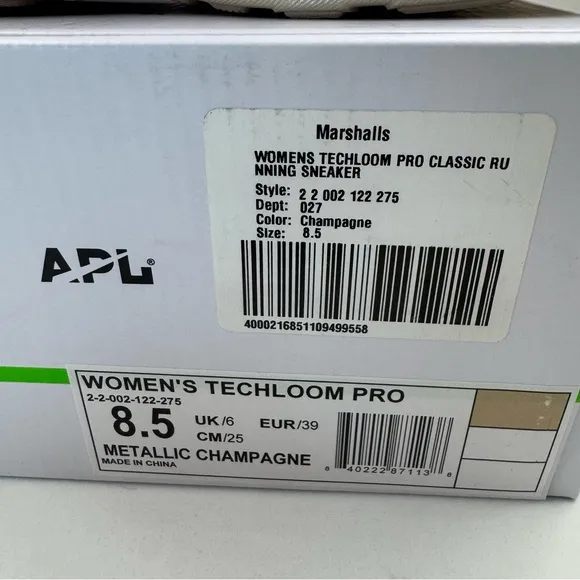 Marshalls
WOMENS TECHLOOM PRO CLASSIC RU
NNING SNEAKER
Style: 2 2 002 122 275
Dept: 027
Color: Champagne
Size: 8.5
4000216851109499558
APL®
WOMEN'S TECHLOOM PRO
2-2-002-122-275
8.5 UK/6 EUR/39
CM/25
METALLIC CHAMPAGNE
MADE IN CHINA
8 40222 87113 6